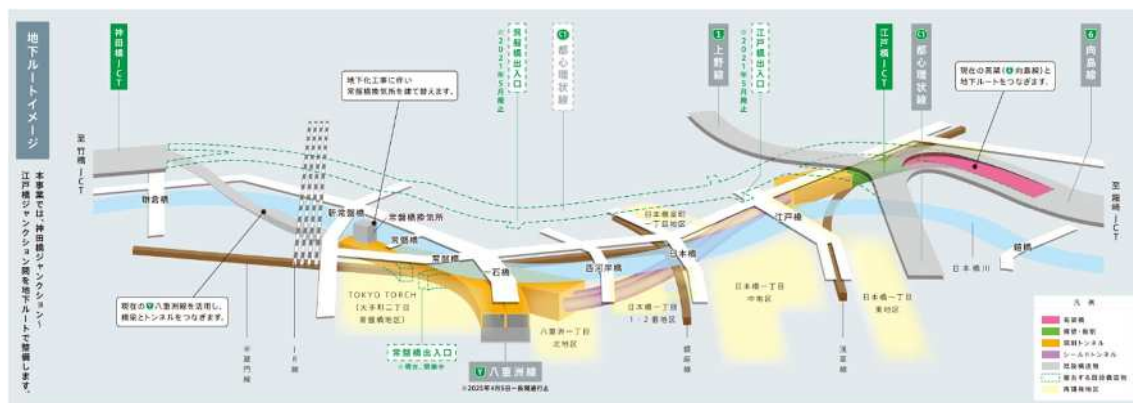 地下ルートイメージ
本事業では、神田橋ジャンクション～
江戸橋ジャンクション間を地下ルートで整備します。
神田橋JCT
至 竹橋JCT
鎌倉橋
地下化工事に伴い
常盤橋換気所を建て替えます。
呉服橋出入口
※2021年5月廃止
C1
都心環状線
1
上野線
江戸橋出入口
※2021年5月廃止
江戸橋JCT
C1
都心環状線
6
向島線
現在の高架(6向島線)と
地下ルートをつなぎます。
至 箱崎JCT
新常盤橋
常盤橋換気所
常盤橋
常盤橋
一石橋
西河岸橋
日本橋室町
一丁目地区
日本橋
江戸橋
鎧橋
日本橋川
現在のY八重洲線を活用し、
橋梁とトンネルをつなぎます。
TOKYO TORCH
(大手町二丁目
常盤橋地区)
八重洲一丁目
北地区
日本橋一丁目
1・2番地区
日本橋一丁目
中地区
日本橋一丁目
東地区
半蔵門線
JR線
常盤橋出入口
Y
八重洲線
※2025年4月5日～長期通行止
銀座線
浅草線
凡例
高架橋
擁壁・掘割
開削トンネル
シールドトンネル
既設構造物
撤去する既設構造物
再開発地区